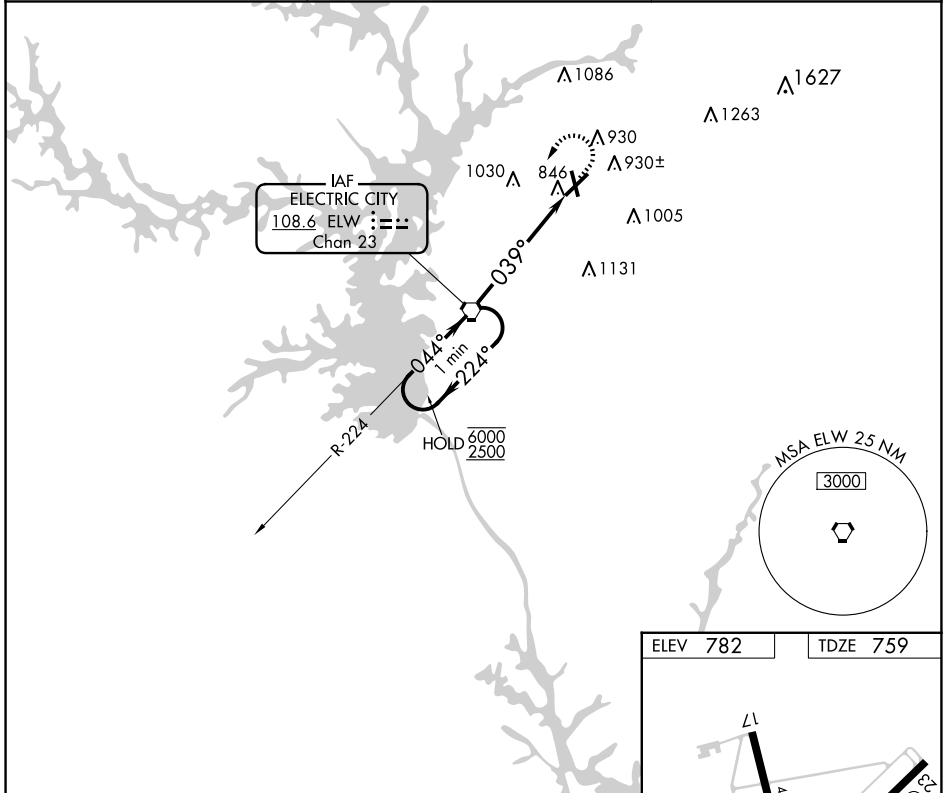 1086
1627
1263
930
930±
1030
846
1005
1131
IAF
ELECTRIC CITY
108.6 ELW
Chan 23
039°
044°
1 min
224°
R-224
HOLD 6000
2500
MSA ELW 25 NM
3000
ELEV 782
TDZE 759
17
4
23